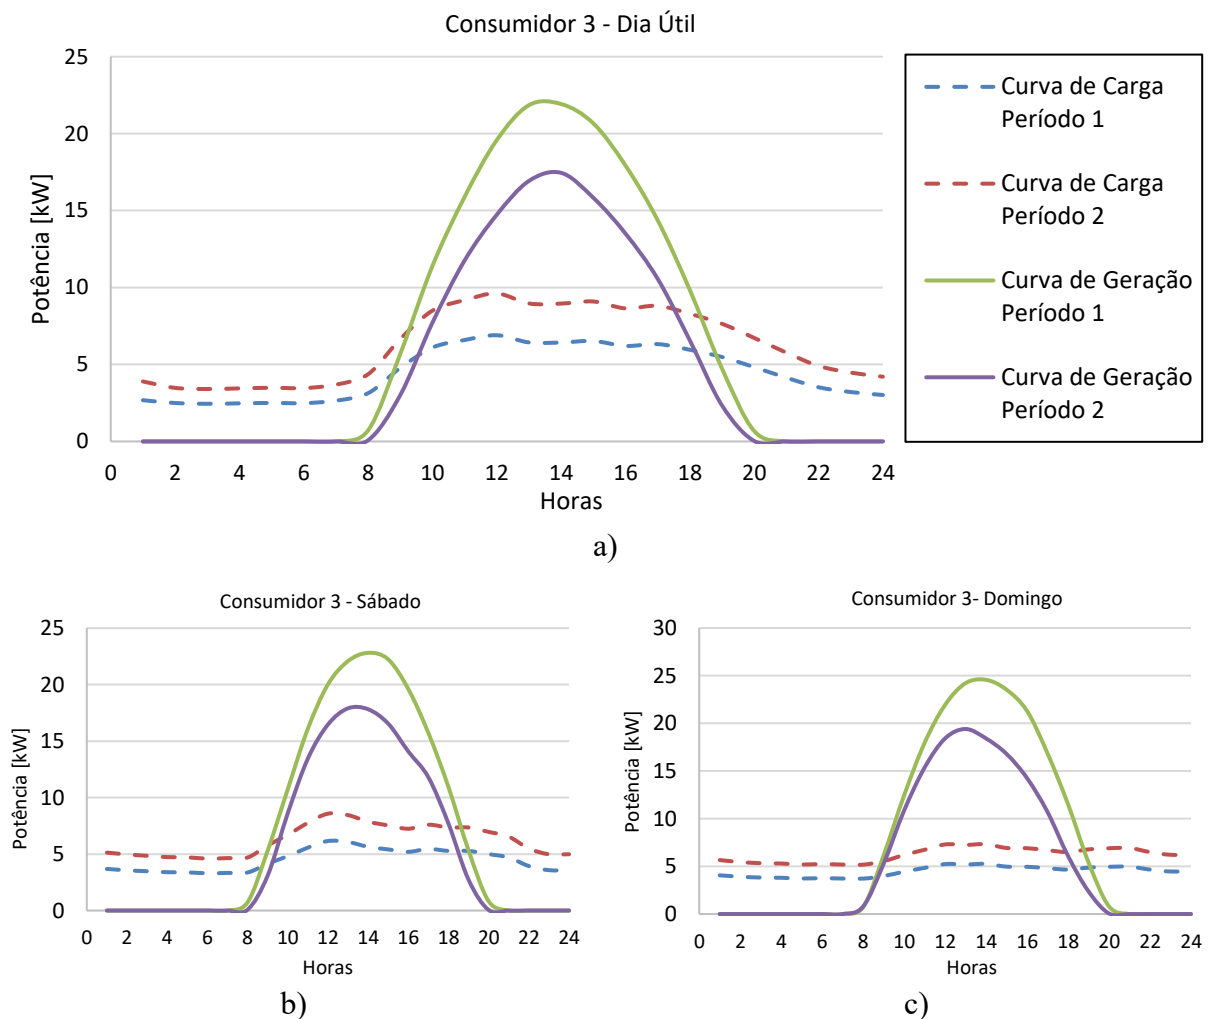 Consumidor 3 - Dia Útil
25
20
15
10
5
0
Potência [kW]
0 2 4 6 8 10 12 14 16 18 20 22 24
Horas
Curva de Carga
Período 1
Curva de Carga
Período 2
Curva de Geração
Período 1
Curva de Geração
Período 2
a)
Consumidor 3 - Sábado
25
20
15
10
5
0
Potência [kW]
0 2 4 6 8 10 12 14 16 18 20 22 24
Horas
b)
Consumidor 3- Domingo
30
25
20
15
10
5
0
Potência [kW]
0 2 4 6 8 10 12 14 16 18 20 22 24
Horas
c)